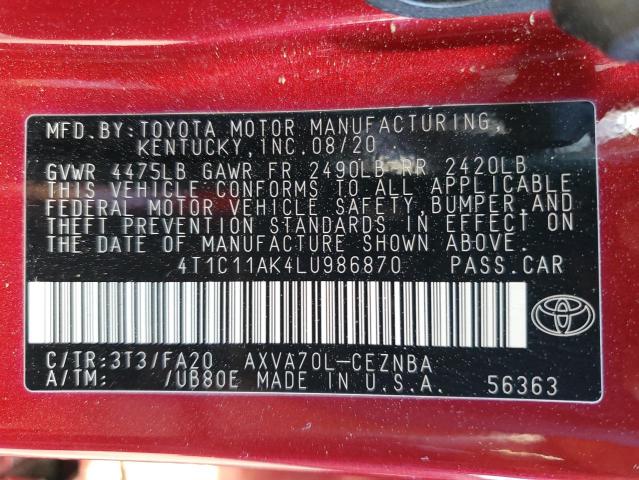 MFD.BY:TOYOTA MOTOR MANUFACTURING,
KENTUCKY,INC.08/20
GVWR 4475LB GAWR FR 2490LB RR 2420LB
THIS VEHICLE CONFORMS TO ALL APPLICABLE
FEDERAL MOTOR VEHICLE SAFETY,BUMPER,AND
THEFT PREVENTION STANDARDS IN EFFECT ON
THE DATE OF MANUFACTURE SHOWN ABOVE.
4T1C11AK4LU986870 PASS.CAR
C/TR:3T3/FA20 AXVA70L-CEZNBA
A/TM: /UB80E MADE IN U.S.A. 56363
TOYOTA